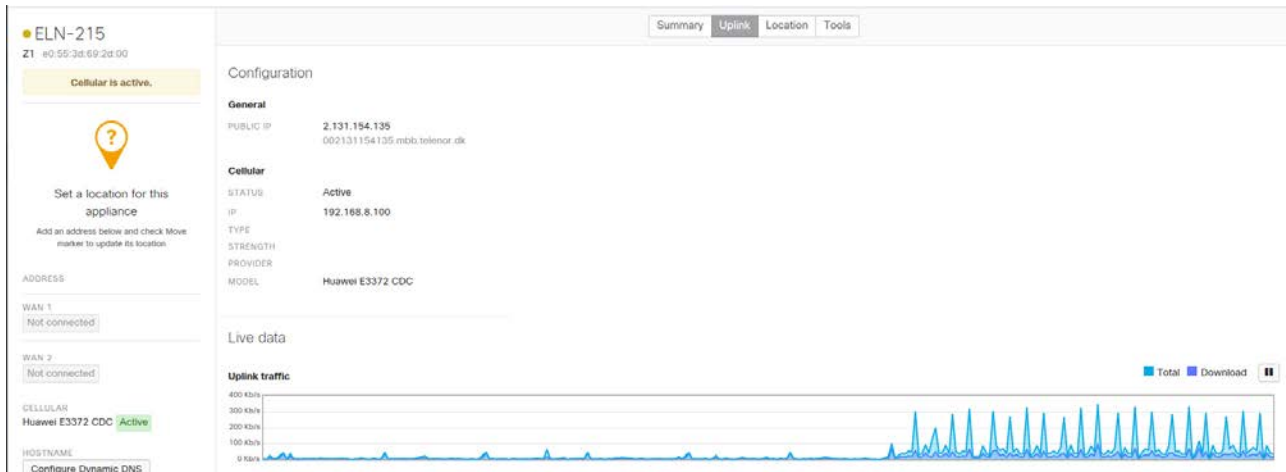 ELN-215
Z1 e0:55:3d:69:2d:00
Cellular is active.
?
Set a location for this
appliance
Add an address below and check Move
marker to update its location
ADDRESS
WAN 1
Not connected
WAN 2
Not connected
CELLULAR
Huawei E3372 CDC Active
HOSTNAME
Configure Dynamic DNS
Summary Uplink Location Tools
Configuration
General
PUBLIC IP 2.131.154.135
002131154135.mbb.telenor.dk
Cellular
STATUS Active
IP 192.168.8.100
TYPE
STRENGTH
PROVIDER
MODEL Huawei E3372 CDC
Live data
Uplink traffic
Total Download
400 Kb/s
300 Kb/s
200 Kb/s
100 Kb/s
0 Kb/s